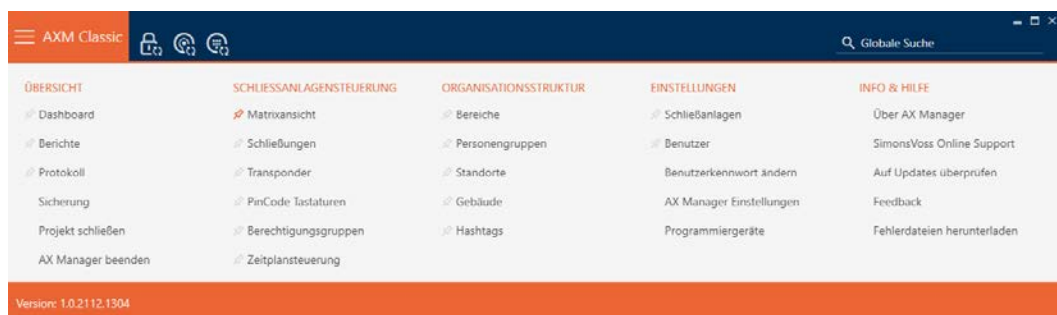 AXM Classic
Globale Suche
ÜBERSICHT
Dashboard
Berichte
Protokoll
Sicherung
Projekt schließen
AX Manager beenden
SCHLIESSANLAGENSTEUERUNG
Matrixansicht
Schließungen
Transponder
PinCode Tastaturen
Berechtigungsgruppen
Zeitplansteuerung
ORGANISATIONSSTRUKTUR
Bereiche
Personengruppen
Standorte
Gebäude
Hashtags
EINSTELLUNGEN
Schließanlagen
Benutzer
Benutzerkennwort ändern
AX Manager Einstellungen
Programmiergeräte
INFO & HILFE
Über AX Manager
SimonsVoss Online Support
Auf Updates überprüfen
Feedback
Fehlerdateien herunterladen
Version: 1.0.2112.1304